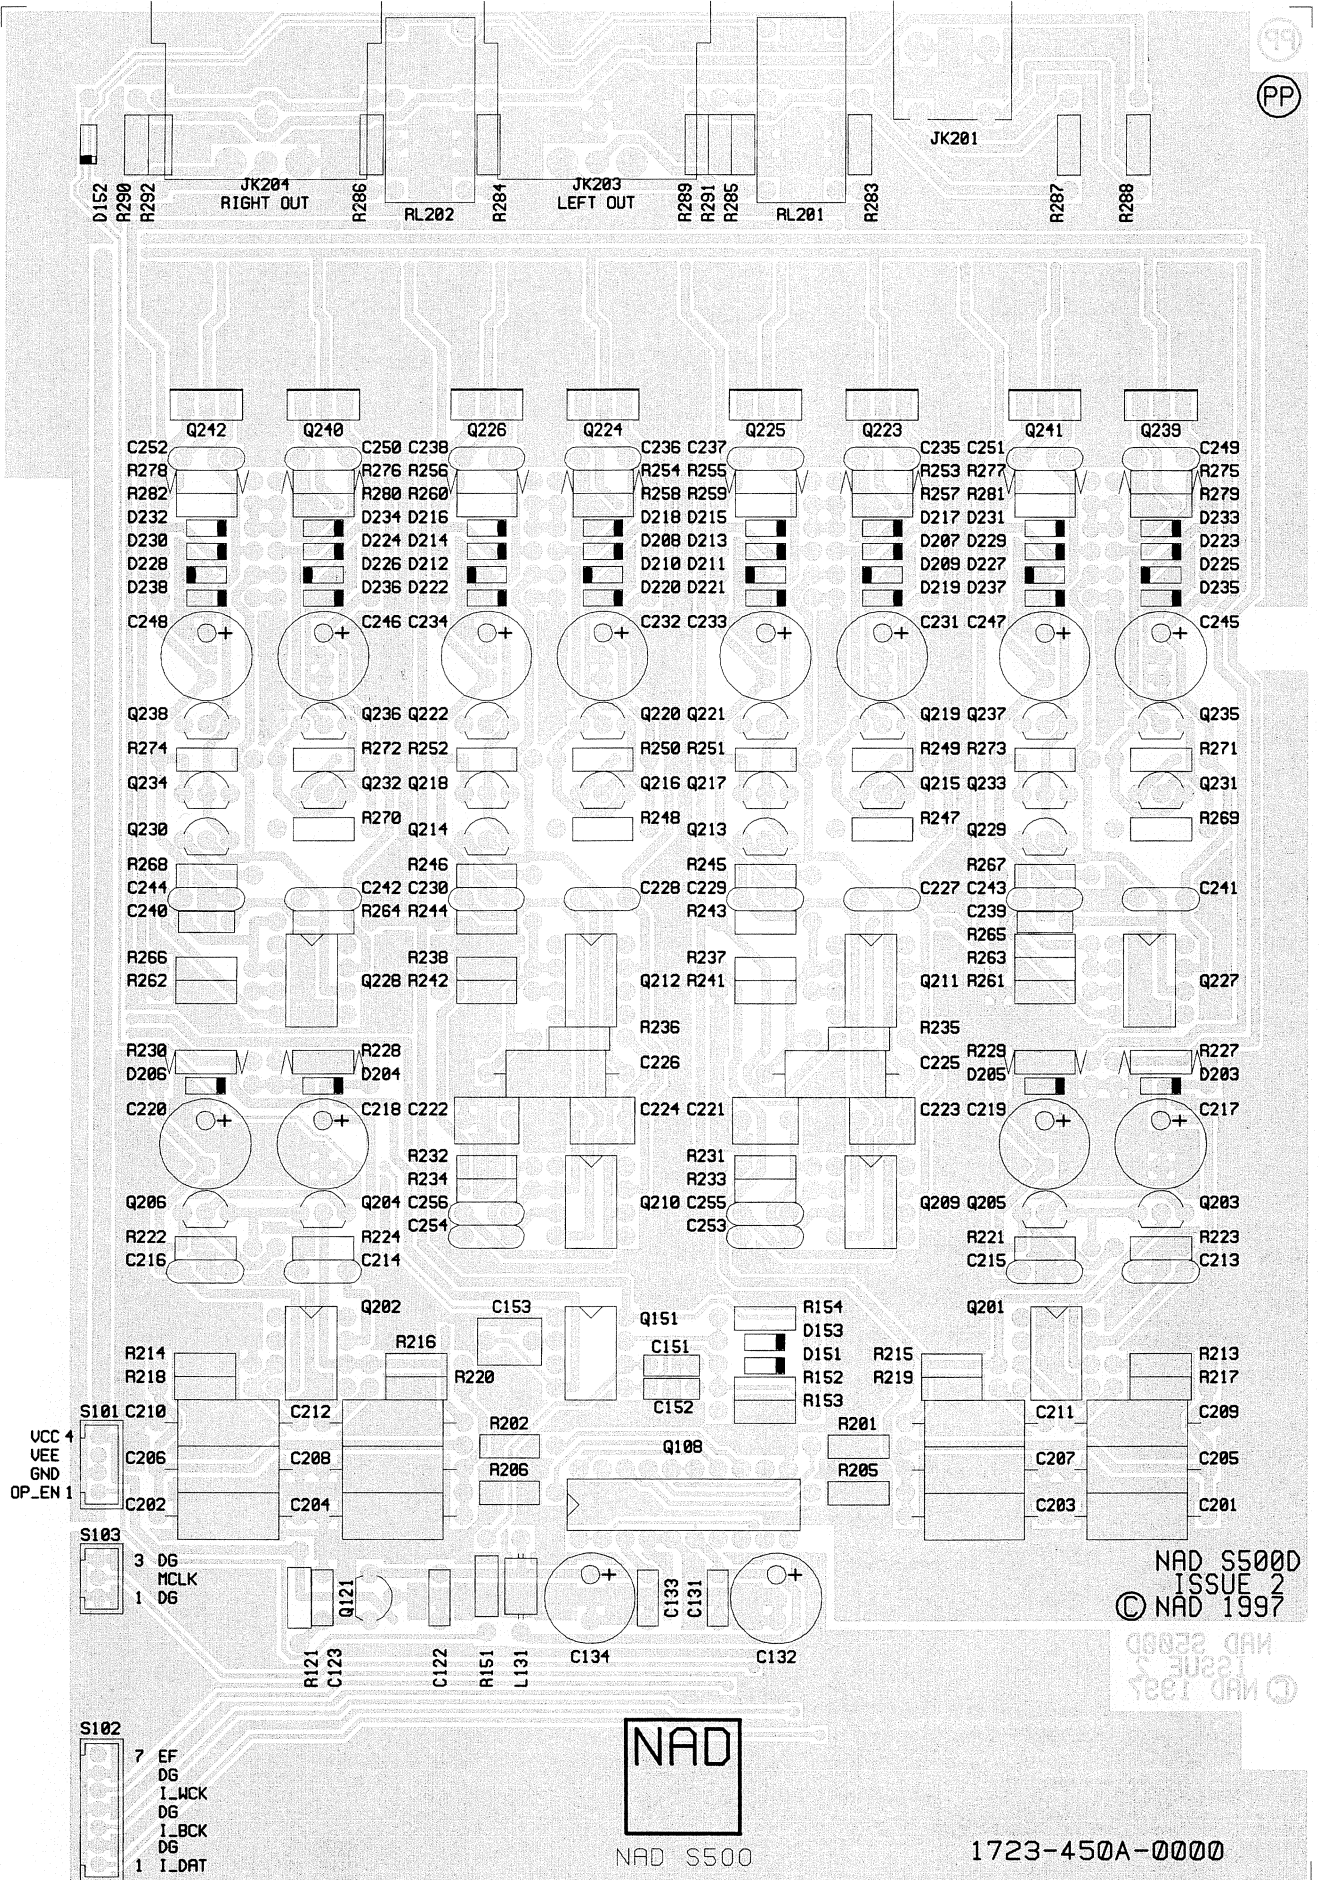 PP
PP
JK201
D152 R290 R292 JK204 R286 RL202 R284 JK203 R289 R291 R285 RL201 R283 R287 R288
RIGHT OUT LEFT OUT
Q242 Q240 Q226 Q224 Q225 Q223 Q241 Q239
C252 C250 C238 C236 C237 C235 C251 C249
R278 R276 R256 R254 R255 R253 R277 R275
R282 R280 R260 R258 R259 R257 R281 R279
D232 D234 D216 D218 D215 D217 D231 D233
D230 D224 D214 D208 D213 D207 D229 D223
D228 D226 D212 D210 D211 D209 D227 D225
D238 D236 D222 D220 D221 D219 D237 D235
C248 C246 C234 C232 C233 C231 C247 C245
+ + + + + + + +
Q238 Q236 Q222 Q220 Q221 Q219 Q237 Q235
R274 R272 R252 R250 R251 R249 R273 R271
Q234 Q232 Q218 Q216 Q217 Q215 Q233 Q231
R270 R248 R247 R269
Q230 Q214 Q213 Q229
R268 R246 R245 R267
C244 C242 C230 C228 C229 C227 C243 C241
C240 R264 R244 R243 C239
R265
R266 R238 R237 R263
R262 Q228 R242 Q212 R241 Q211 R261 Q227
R236 R235
R230 R228 C226 C225 R229 R227
D206 D204 D205 D203
C220 C218 C222 C224 C221 C223 C219 C217
+ + + +
R232 R231
R234 R233
Q206 Q204 C256 Q210 C255 Q209 Q205 Q203
C254 C253
R222 R224 R221 R223
C216 C214 C215 C213
Q202 C153 Q151 R154 Q201
D153
R216 C151 D151
R214 R215 R213
R218 R220 R152 R219 R217
C152 R153
S101 C210 C212 R202 R201 C211 C209
VCC 4
Q108
VEE C206 C208 C207 C205
GND R206 R205
OP_EN 1
C202 C204 C203 C201
S103
3 DG
MCLK
1 DG
R121 C123 Q121 C122 R151 L131 + C134 C133 C131 + C132
NAD S500D
ISSUE 2
© NAD 1997
NAD S500D
ISSUE 2
© NAD 1997
S102
7 EF
DG
I_WCK
DG
I_BCK
DG
1 I_DAT
NAD
NAD S500
1723-450A-0000